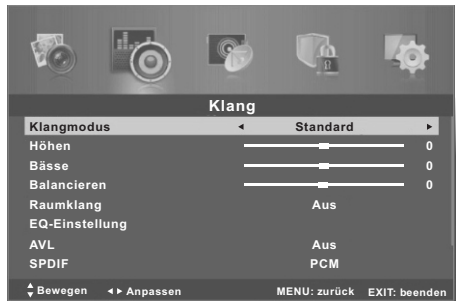 Klang
Klangmodus ◂ Standard ▸
Höhen 0
Bässe 0
Balancieren 0
Raumklang Aus
EQ-Einstellung
AVL Aus
SPDIF PCM
Bewegen ◂▸ Anpassen MENU: zurück EXIT: beenden